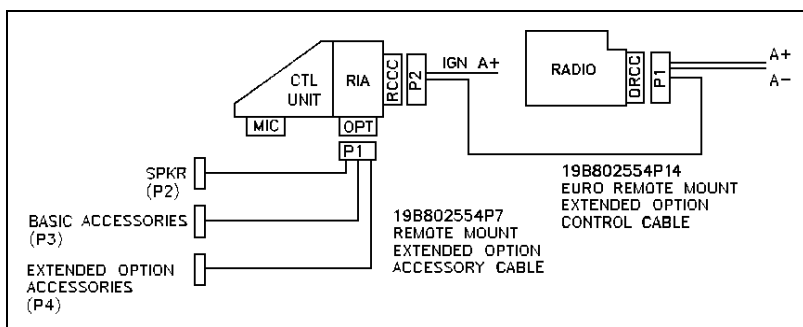 CTL
UNIT
RIA
RCCC
P2
IGN A+
RADIO
ORCC
P1
A+
A-
MIC
OPT
P1
SPKR
(P2)
BASIC ACCESSORIES
(P3)
EXTENDED OPTION
ACCESSORIES
(P4)
19B802554P7
REMOTE MOUNT
EXTENDED OPTION
ACCESSORY CABLE
19B802554P14
EURO REMOTE MOUNT
EXTENDED OPTION
CONTROL CABLE